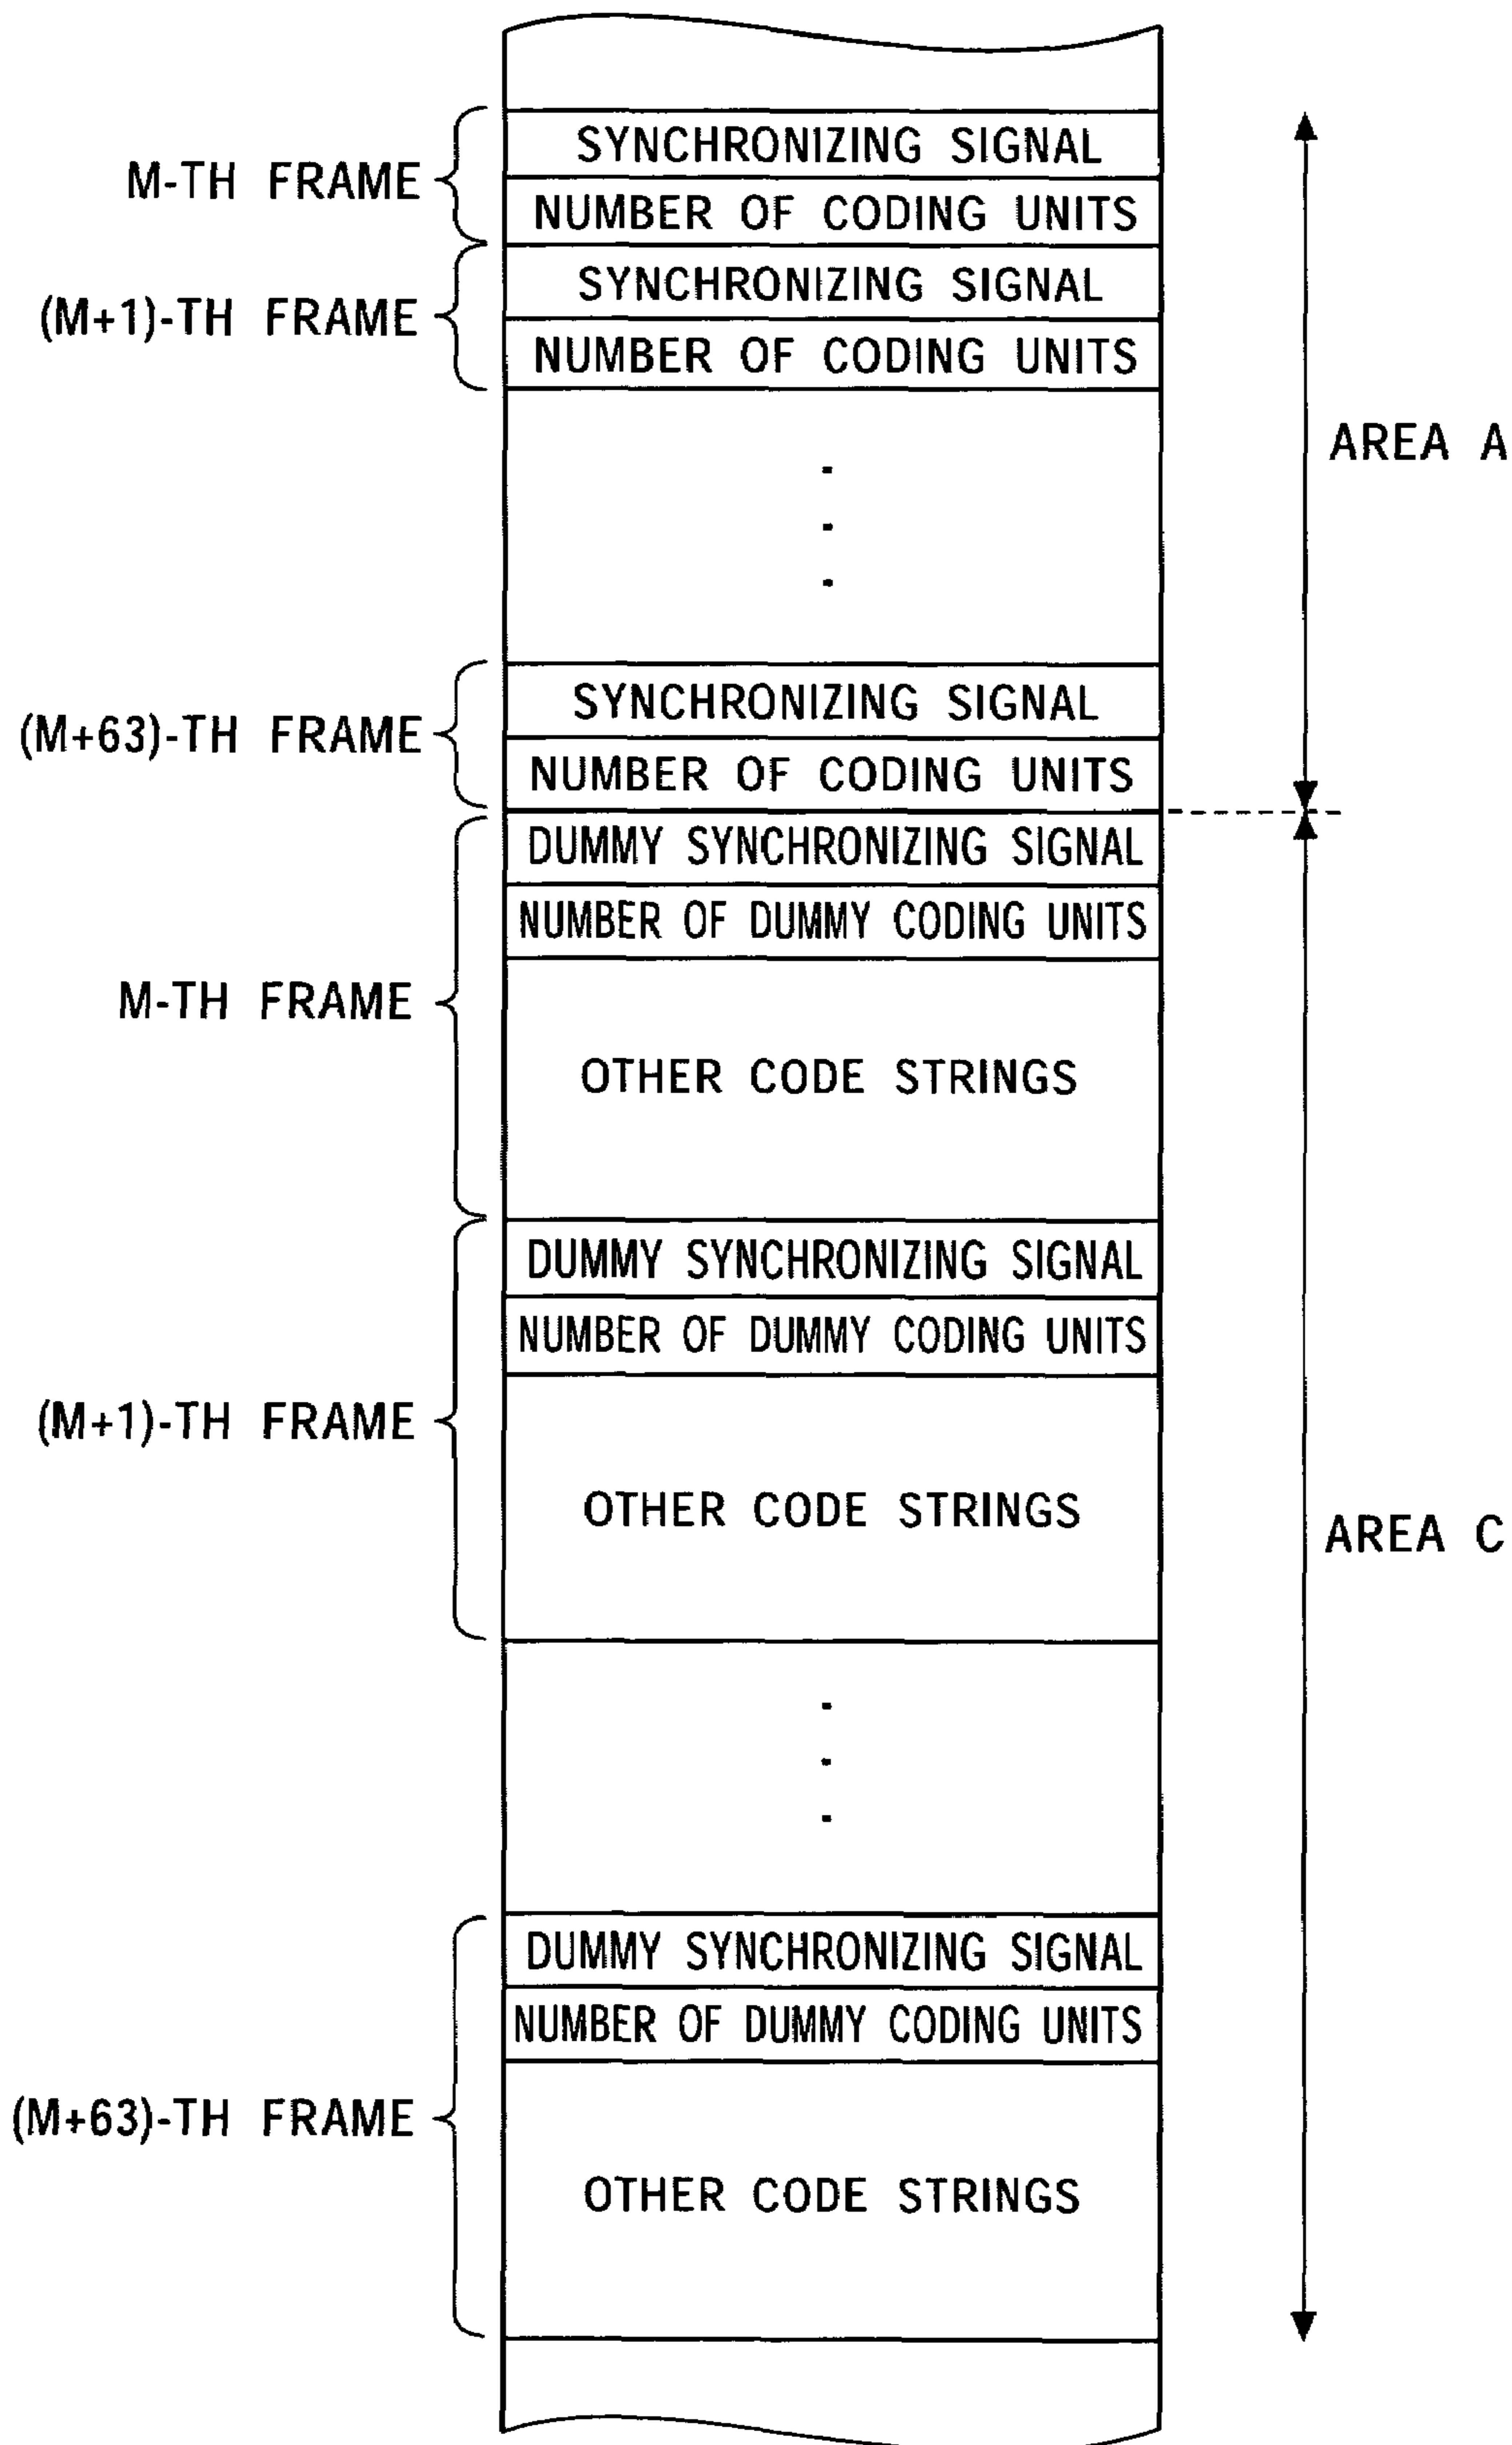 SYNCHRONIZING SIGNAL
M-TH FRAME
NUMBER OF CODING UNITS
SYNCHRONIZING SIGNAL
(M+1)-TH FRAME
NUMBER OF CODING UNITS
AREA A
SYNCHRONIZING SIGNAL
(M+63)-TH FRAME
NUMBER OF CODING UNITS
DUMMY SYNCHRONIZING SIGNAL
NUMBER OF DUMMY CODING UNITS
M-TH FRAME
OTHER CODE STRINGS
DUMMY SYNCHRONIZING SIGNAL
NUMBER OF DUMMY CODING UNITS
(M+1)-TH FRAME
OTHER CODE STRINGS
AREA C
DUMMY SYNCHRONIZING SIGNAL
NUMBER OF DUMMY CODING UNITS
(M+63)-TH FRAME
OTHER CODE STRINGS